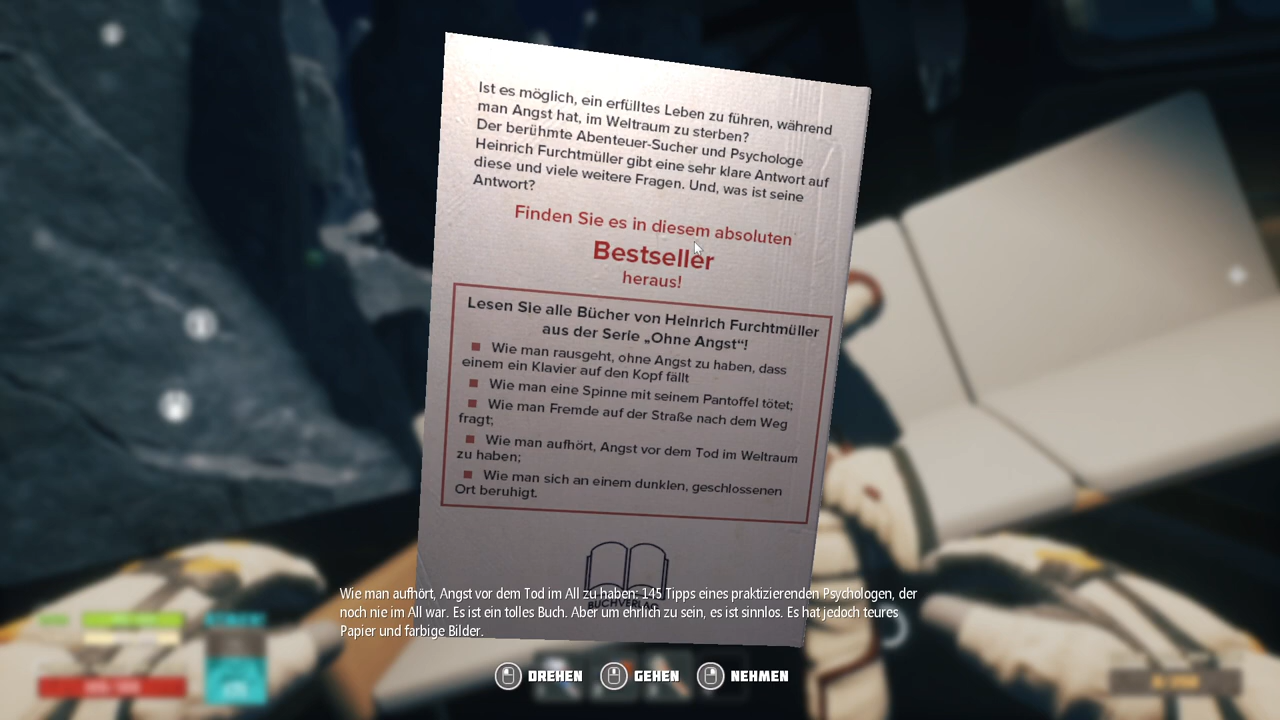 Ist es möglich, ein erfülltes Leben zu führen, während
man Angst hat, im Weltraum zu sterben?
Der berühmte Abenteuer-Sucher und Psychologe
Heinrich Furchtmüller gibt eine sehr klare Antwort auf
diese und viele weitere Fragen. Und, was ist seine
Antwort?
Finden Sie es in diesem absoluten
Bestseller
heraus!
Lesen Sie alle Bücher von Heinrich Furchtmüller
aus der Serie „Ohne Angst“!
Wie man rausgeht, ohne Angst zu haben, dass
einem ein Klavier auf den Kopf fällt
Wie man eine Spinne mit seinem Pantoffel tötet;
Wie man Fremde auf der Straße nach dem Weg
fragt;
Wie man aufhört, Angst vor dem Tod im Weltraum
zu haben;
Wie man sich an einem dunklen, geschlossenen
Ort beruhigt.
Wie man aufhört, Angst vor dem Tod im All zu haben: 145 Tipps eines praktizierenden Psychologen, der
noch nie im All war. Es ist ein tolles Buch. Aber um ehrlich zu sein, es ist sinnlos. Es hat jedoch teures
Papier und farbige Bilder.
DREHEN GEHEN NEHMEN